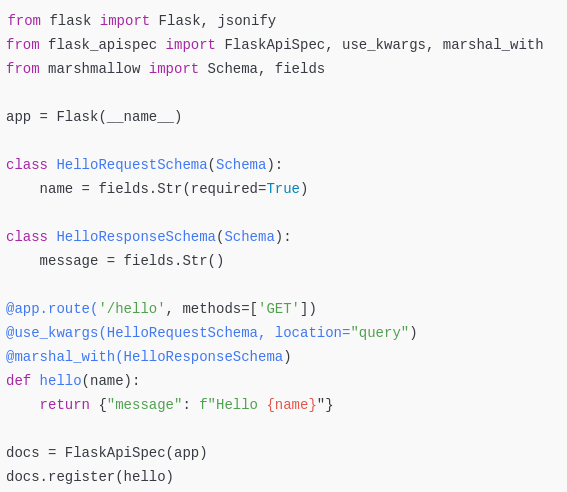 from flask import Flask, jsonify
from flask_apispec import FlaskApiSpec, use_kwargs, marshal_with
from marshmallow import Schema, fields

app = Flask(__name__)

class HelloRequestSchema(Schema):
    name = fields.Str(required=True)

class HelloResponseSchema(Schema):
    message = fields.Str()

@app.route('/hello', methods=['GET'])
@use_kwargs(HelloRequestSchema, location="query")
@marshal_with(HelloResponseSchema)
def hello(name):
    return {"message": f"Hello {name}"}

docs = FlaskApiSpec(app)
docs.register(hello)